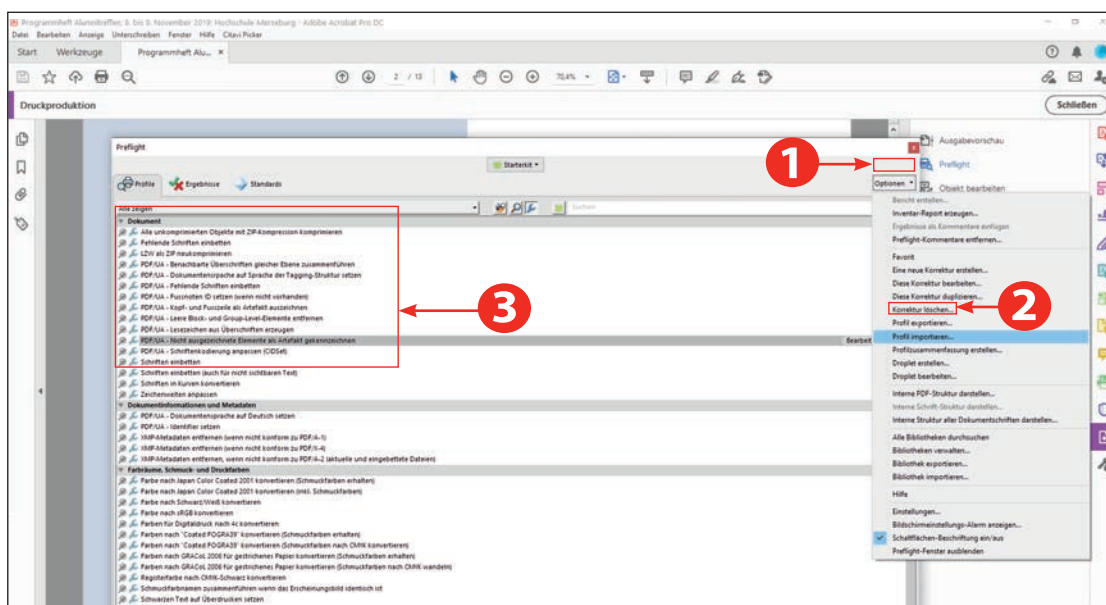 Programmheft Alumnitreffen; 8. bis 9. November 2019; Hochschule Merseburg - Adobe Acrobat Pro DC
Datei Bearbeiten Anzeige Unterschreiben Fenster Hilfe Citavi Picker
Start Werkzeuge Programmheft Alu... ×
2 / 13 70,4%
Druckproduktion Schließen
Preflight
Starterkit
Profile Ergebnisse Standards
Alle zeigen Suchen
Dokument
Alle unkomprimierten Objekte mit ZIP-Kompression komprimieren
Fehlende Schriften einbetten
LZW als ZIP neukomprimieren
PDF/UA - Benachbarte Überschriften gleicher Ebene zusammenführen
PDF/UA - Dokumentensprache auf Sprache der Tagging-Struktur setzen
PDF/UA - Fehlende Schriften einbetten
PDF/UA - Fussnoten ID setzen (wenn nicht vorhanden)
PDF/UA - Kopf- und Fusszeile als Artefakt auszeichnen
PDF/UA - Leere Block- und Group-Level-Elemente entfernen
PDF/UA - Lesezeichen aus Überschriften erzeugen
PDF/UA - Nicht ausgezeichnete Elemente als Artefakt gekennzeichnen Bearbeit
PDF/UA - Schriftenkodierung anpassen (CIDSet)
Schriften einbetten
Schriften einbetten (auch für nicht sichtbaren Text)
Schriften in Kurven konvertieren
Zeichenweiten anpassen
Dokumentinformationen und Metadaten
PDF/UA - Dokumentensprache auf Deutsch setzen
PDF/UA - Identifier setzen
XMP-Metadaten entfernen (wenn nicht konform zu PDF/A-1)
XMP-Metadaten entfernen (wenn nicht konform zu PDF/X-4)
XMP-Metadaten entfernen, wenn nicht konform zu PDF/A-2 (aktuelle und eingebettete Dateien)
Farbräume, Schmuck- und Druckfarben
Farbe nach Japan Color Coated 2001 konvertieren (Schmuckfarben erhalten)
Farbe nach Japan Color Coated 2001 konvertieren (inkl. Schmuckfarben)
Farbe nach Schwarz/Weiß konvertieren
Farbe nach sRGB konvertieren
Farben für Digitaldruck nach 4c konvertieren
Farben nach "Coated FOGRA39" konvertieren (Schmuckfarben erhalten)
Farben nach "Coated FOGRA39" konvertieren (Schmuckfarben nach CMYK konvertieren)
Farben nach GRACoL 2006 für gestrichenes Papier konvertieren (Schmuckfarben erhalten)
Farben nach GRACoL 2006 für gestrichenes Papier konvertieren (Schmuckfarben nach CMYK wandeln)
Registerfarbe nach CMYK-Schwarz konvertieren
Schmuckfarbnamen zusammenführen wenn das Erscheinungsbild identisch ist
Schwarzen Text auf Überdrucken setzen
3
1
Ausgabevorschau
Preflight
Objekt bearbeiten
Optionen
Bericht erstellen...
Inventar-Report erzeugen...
Ergebnisse als Kommentare einfügen
Preflight-Kommentare entfernen...
Favorit
Eine neue Korrektur erstellen...
Diese Korrektur bearbeiten...
Diese Korrektur duplizieren...
Korrektur löschen...
2
Profil exportieren...
Profil importieren...
Profilzusammenfassung erstellen...
Droplet erstellen...
Droplet bearbeiten...
Interne PDF-Struktur darstellen...
Interne Schrift-Struktur darstellen...
Interne Struktur aller Dokumentschriften darstellen...
Alle Bibliotheken durchsuchen
Bibliotheken verwalten...
Bibliothek exportieren...
Bibliothek importieren...
Hilfe
Einstellungen...
Bildschirmeinstellungs-Alarm anzeigen...
Schaltflächen-Beschriftung ein/aus
Preflight-Fenster ausblenden